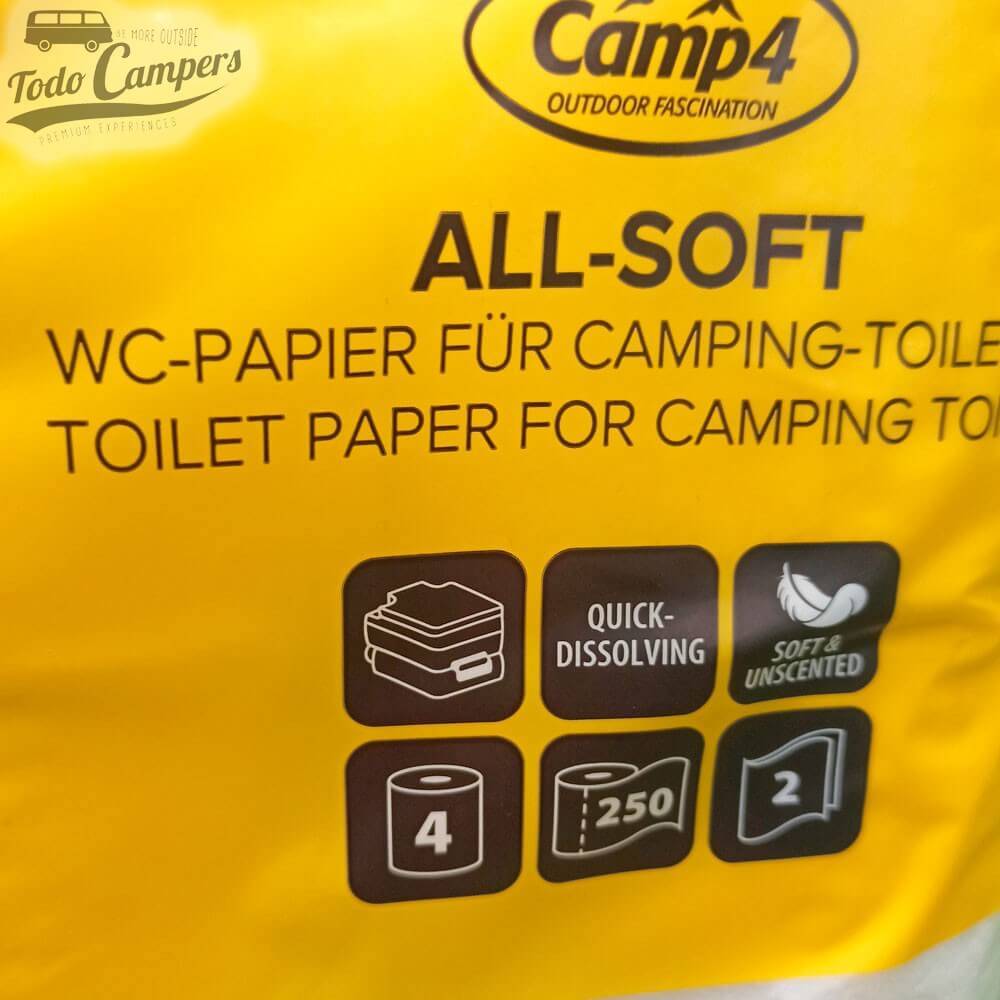 BE MORE OUTSIDE
Todo Campers
PREMIUM EXPERIENCES
Camp4
OUTDOOR FASCINATION
ALL-SOFT
WC-PAPIER FÜR CAMPING-TOILE
TOILET PAPER FOR CAMPING TOI
QUICK-
DISSOLVING
SOFT &
UNSCENTED
4
250
2